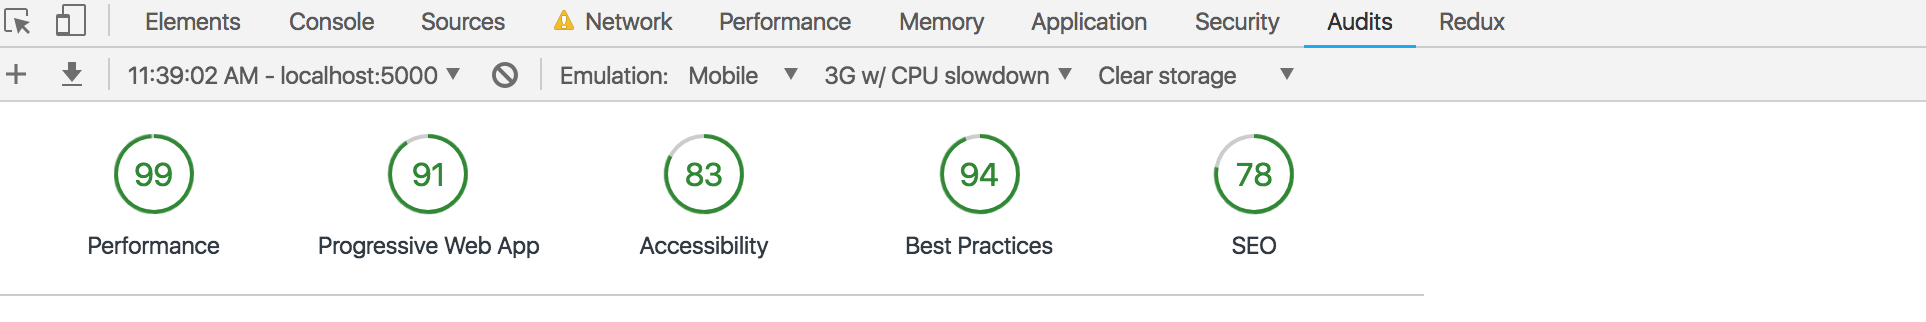 Elements Console Sources Network Performance Memory Application Security Audits Redux
11:39:02 AM - localhost:5000 Emulation: Mobile 3G w/ CPU slowdown Clear storage
99 91 83 94 78
Performance Progressive Web App Accessibility Best Practices SEO